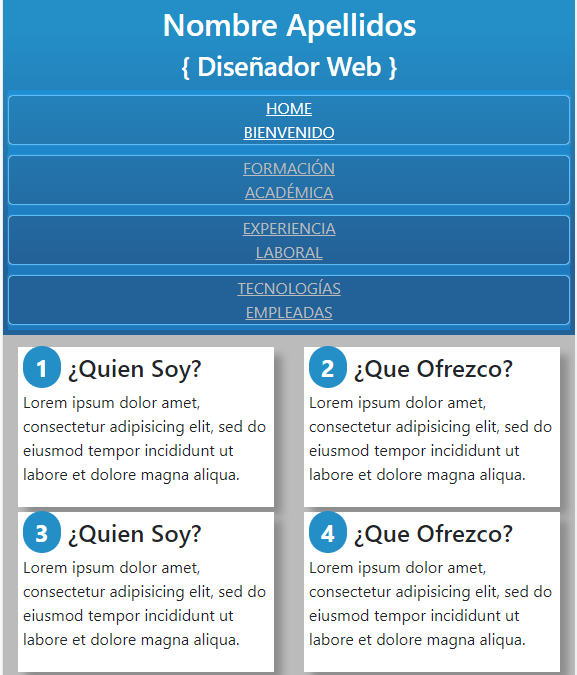 Nombre Apellidos
{ Diseñador Web }
HOME
BIENVENIDO
FORMACIÓN
ACADÉMICA
EXPERIENCIA
LABORAL
TECNOLOGÍAS
EMPLEADAS
1 ¿Quien Soy?
Lorem ipsum dolor amet,
consectetur adipisicing elit, sed do
eiusmod tempor incididunt ut
labore et dolore magna aliqua.
2 ¿Que Ofrezco?
Lorem ipsum dolor amet,
consectetur adipisicing elit, sed do
eiusmod tempor incididunt ut
labore et dolore magna aliqua.
3 ¿Quien Soy?
Lorem ipsum dolor amet,
consectetur adipisicing elit, sed do
eiusmod tempor incididunt ut
labore et dolore magna aliqua.
4 ¿Que Ofrezco?
Lorem ipsum dolor amet,
consectetur adipisicing elit, sed do
eiusmod tempor incididunt ut
labore et dolore magna aliqua.